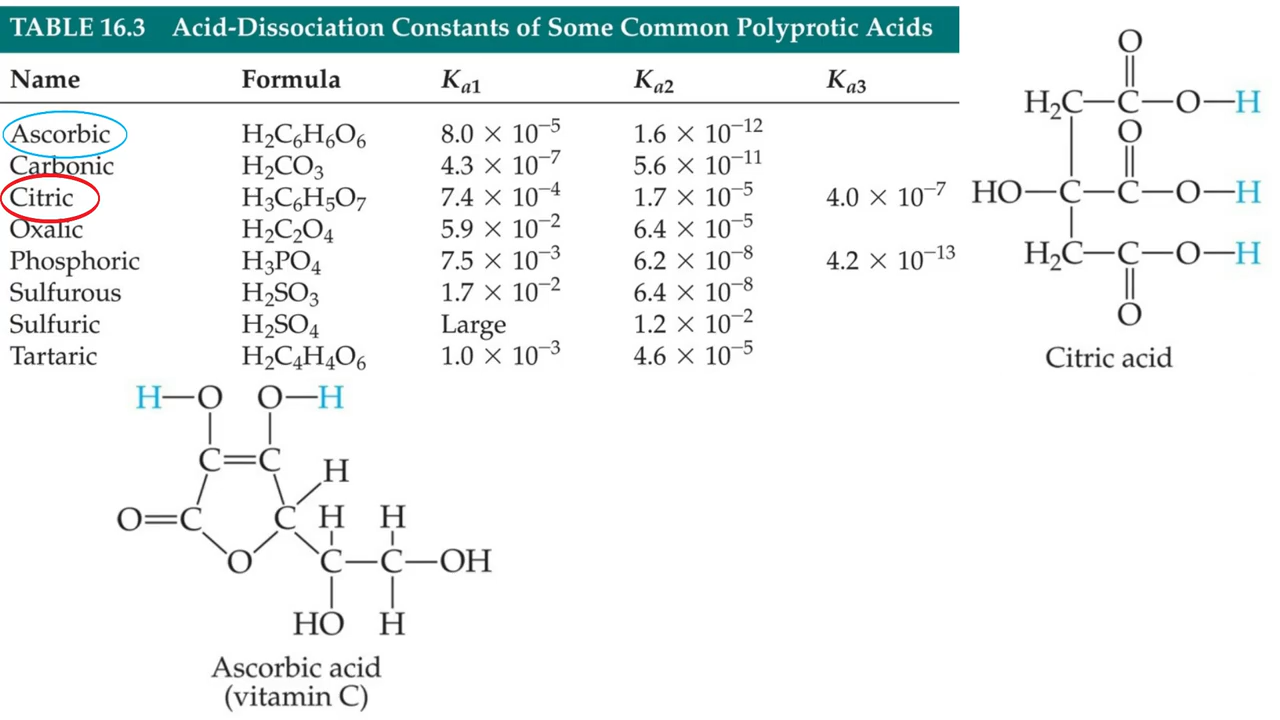 TABLE 16.3 Acid-Dissociation Constants of Some Common Polyprotic Acids
Name Formula Ka1 Ka2 Ka3
Ascorbic H₂C₆H₆O₆ 8.0 × 10⁻⁵ 1.6 × 10⁻¹²
Carbonic H₂CO₃ 4.3 × 10⁻⁷ 5.6 × 10⁻¹¹
Citric H₃C₆H₅O₇ 7.4 × 10⁻⁴ 1.7 × 10⁻⁵ 4.0 × 10⁻⁷
Oxalic H₂C₂O₄ 5.9 × 10⁻² 6.4 × 10⁻⁵
Phosphoric H₃PO₄ 7.5 × 10⁻³ 6.2 × 10⁻⁸ 4.2 × 10⁻¹³
Sulfurous H₂SO₃ 1.7 × 10⁻² 6.4 × 10⁻⁸
Sulfuric H₂SO₄ Large 1.2 × 10⁻²
Tartaric H₂C₄H₄O₆ 1.0 × 10⁻³ 4.6 × 10⁻⁵
O
H₂C—C—O—H
O
HO—C—C—O—H
H₂C—C—O—H
O
Citric acid
H—O O—H
C=C H
O=C C H H
O C—C—OH
HO H
Ascorbic acid
(vitamin C)